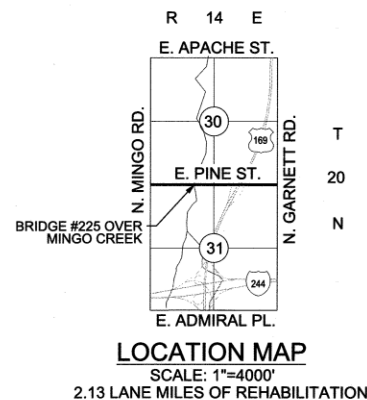 R 14 E
E. APACHE ST.
N. MINGO RD.
30
169
N. GARNETT RD.
T
20
N
E. PINE ST.
BRIDGE #225 OVER
MINGO CREEK
31
244
E. ADMIRAL PL.
LOCATION MAP
SCALE: 1"=4000'
2.13 LANE MILES OF REHABILITATION